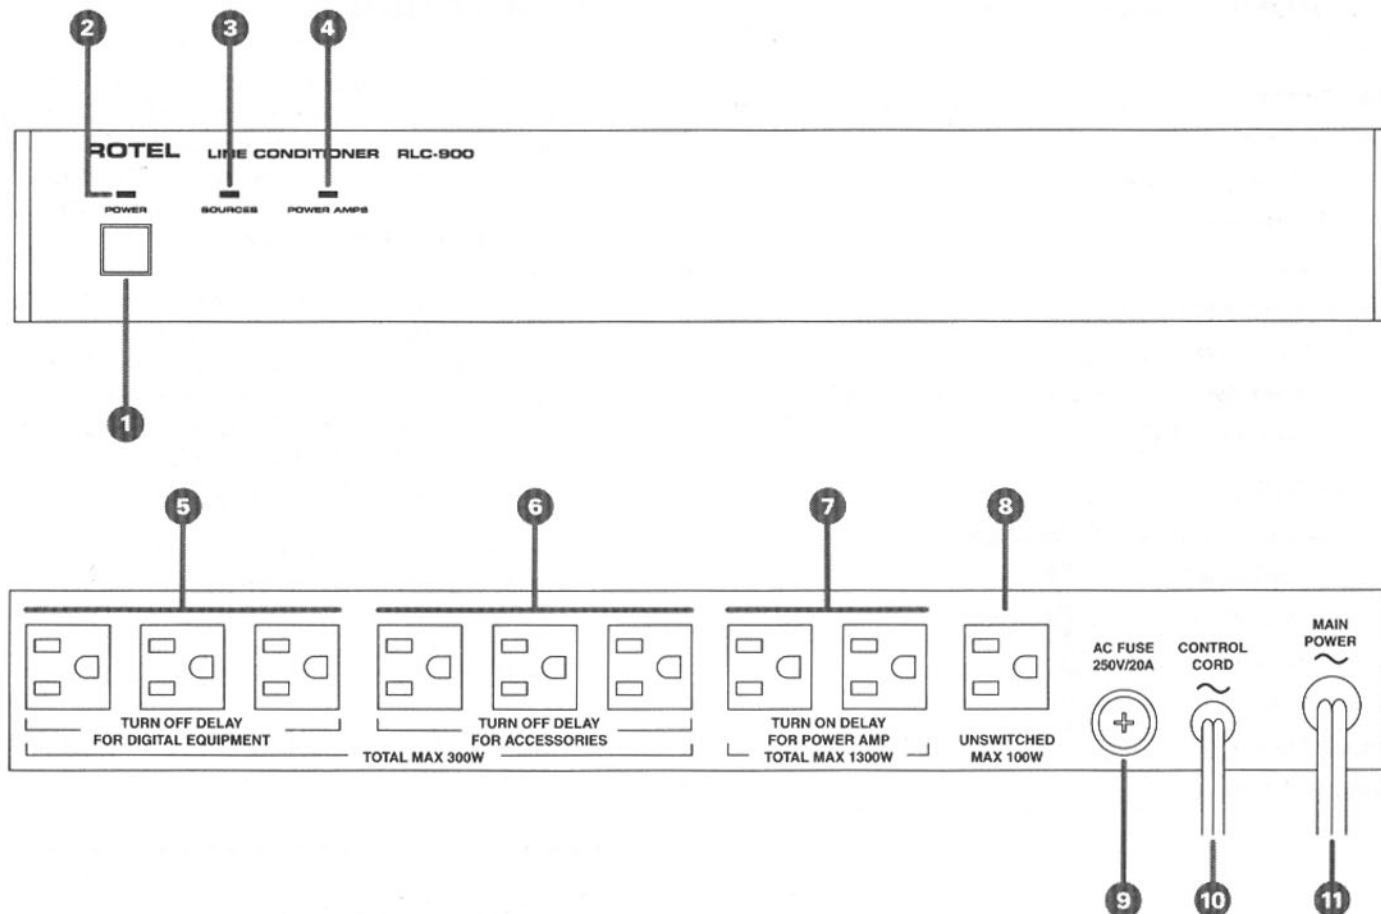 2 3 4
ROTEL LINE CONDITIONER RLC-900
POWER SOURCES POWER AMPS
1
5 6 7 8
AC FUSE
250V/20A
CONTROL
CORD
MAIN
POWER
TURN OFF DELAY
FOR DIGITAL EQUIPMENT
TURN OFF DELAY
FOR ACCESSORIES
TOTAL MAX 300W
TURN ON DELAY
FOR POWER AMP
TOTAL MAX 1300W
UNSWITCHED
MAX 100W
9 10 11